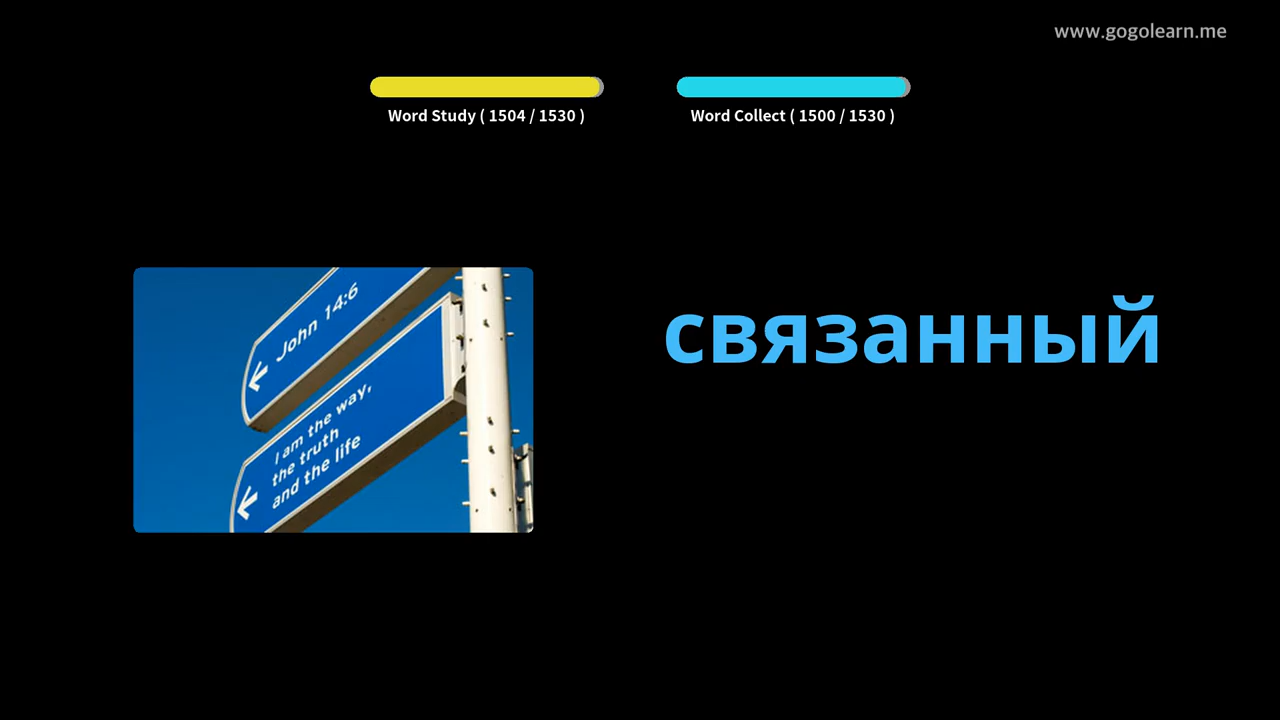 www.gogolearn.me
Word Study ( 1504 / 1530 )
Word Collect ( 1500 / 1530 )
John 14:6
I am the way,
the truth
and the life
связанный